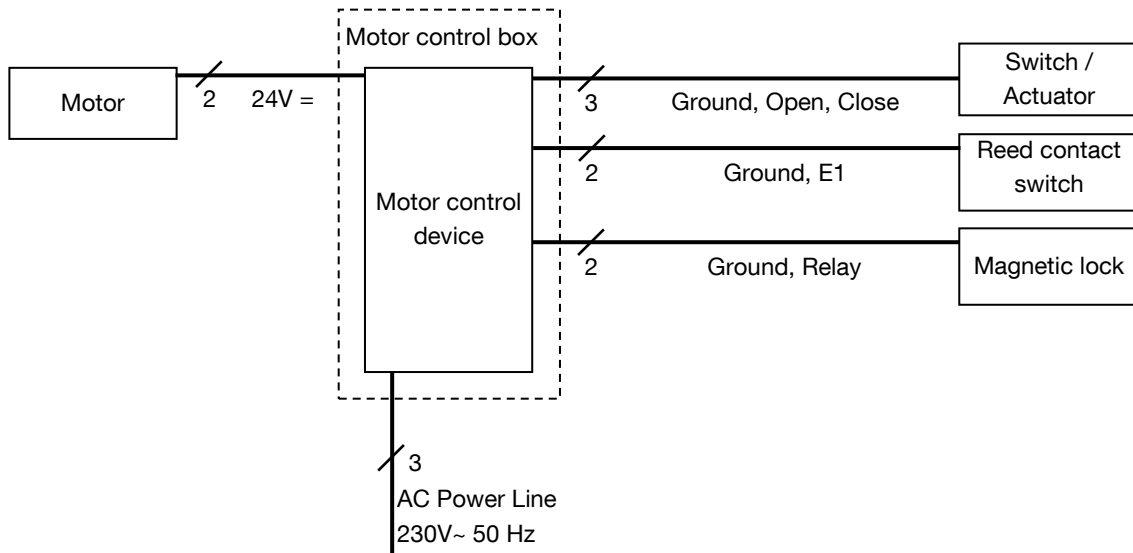 Motor control box
Motor
2
24V =
Motor control
device
3
Ground, Open, Close
Switch /
Actuator
2
Ground, E1
Reed contact
switch
2
Ground, Relay
Magnetic lock
3
AC Power Line
230V~ 50 Hz